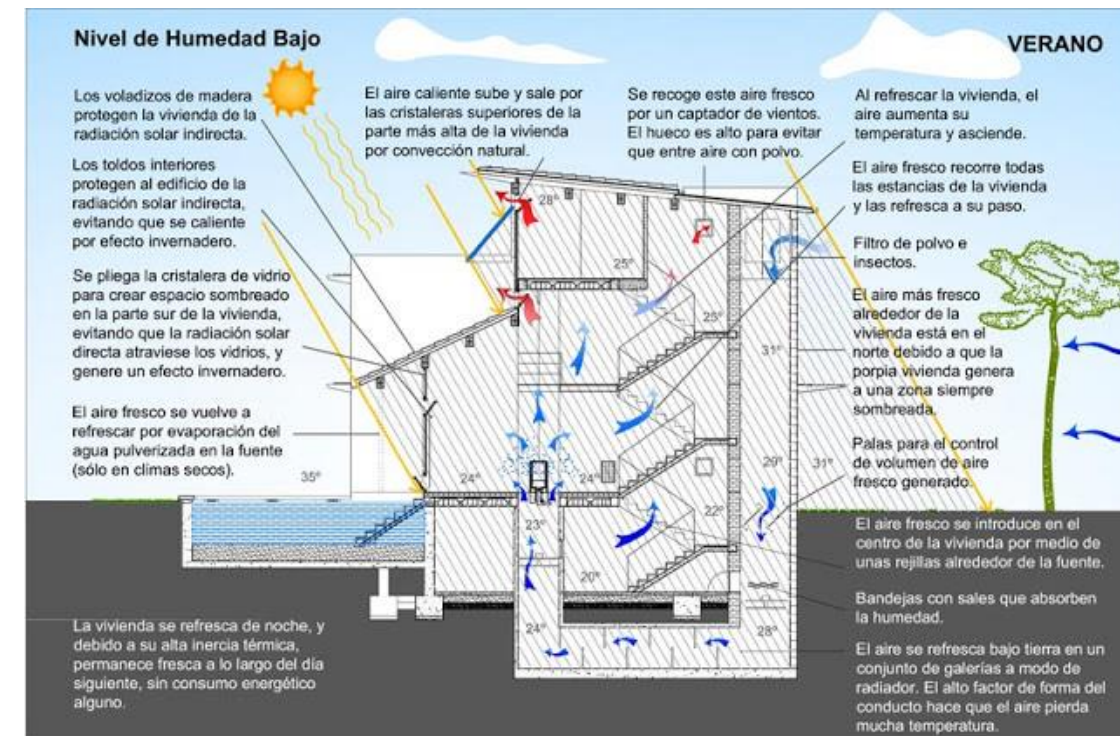 Nivel de Humedad Bajo
VERANO
Los voladizos de madera
protegen la vivienda de la
radiación solar indirecta.
Los toldos interiores
protegen al edificio de la
radiación solar indirecta,
evitando que se caliente
por efecto invernadero.
Se pliega la cristalera de vidrio
para crear espacio sombreado
en la parte sur de la vivienda,
evitando que la radiación solar
directa atraviese los vidrios, y
genere un efecto invernadero.
El aire fresco se vuelve a
refrescar por evaporación del
agua pulverizada en la fuente
(sólo en climas secos).
El aire caliente sube y sale por
las cristaleras superiores de la
parte más alta de la vivienda
por convección natural.
Se recoge este aire fresco
por un captador de vientos.
El hueco es alto para evitar
que entre aire con polvo.
Al refrescar la vivienda, el
aire aumenta su
temperatura y asciende.
El aire fresco recorre todas
las estancias de la vivienda
y las refresca a su paso.
Filtro de polvo e
insectos.
El aire más fresco
alrededor de la
vivienda está en el
norte debido a que la
porpia vivienda genera
a una zona siempre
sombreada.
Palas para el control
de volumen de aire
fresco generado.
El aire fresco se introduce en el
centro de la vivienda por medio de
unas rejillas alrededor de la fuente.
Bandejas con sales que absorben
la humedad.
El aire se refresca bajo tierra en un
conjunto de galerías a modo de
radiador. El alto factor de forma del
conducto hace que el aire pierda
mucha temperatura.
La vivienda se refresca de noche, y
debido a su alta inercia térmica,
permanece fresca a lo largo del día
siguiente, sin consumo energético
alguno.
28º
25º
25º
31º
35º
24º
24º
29º
31º
23º
22º
20º
24º
28º